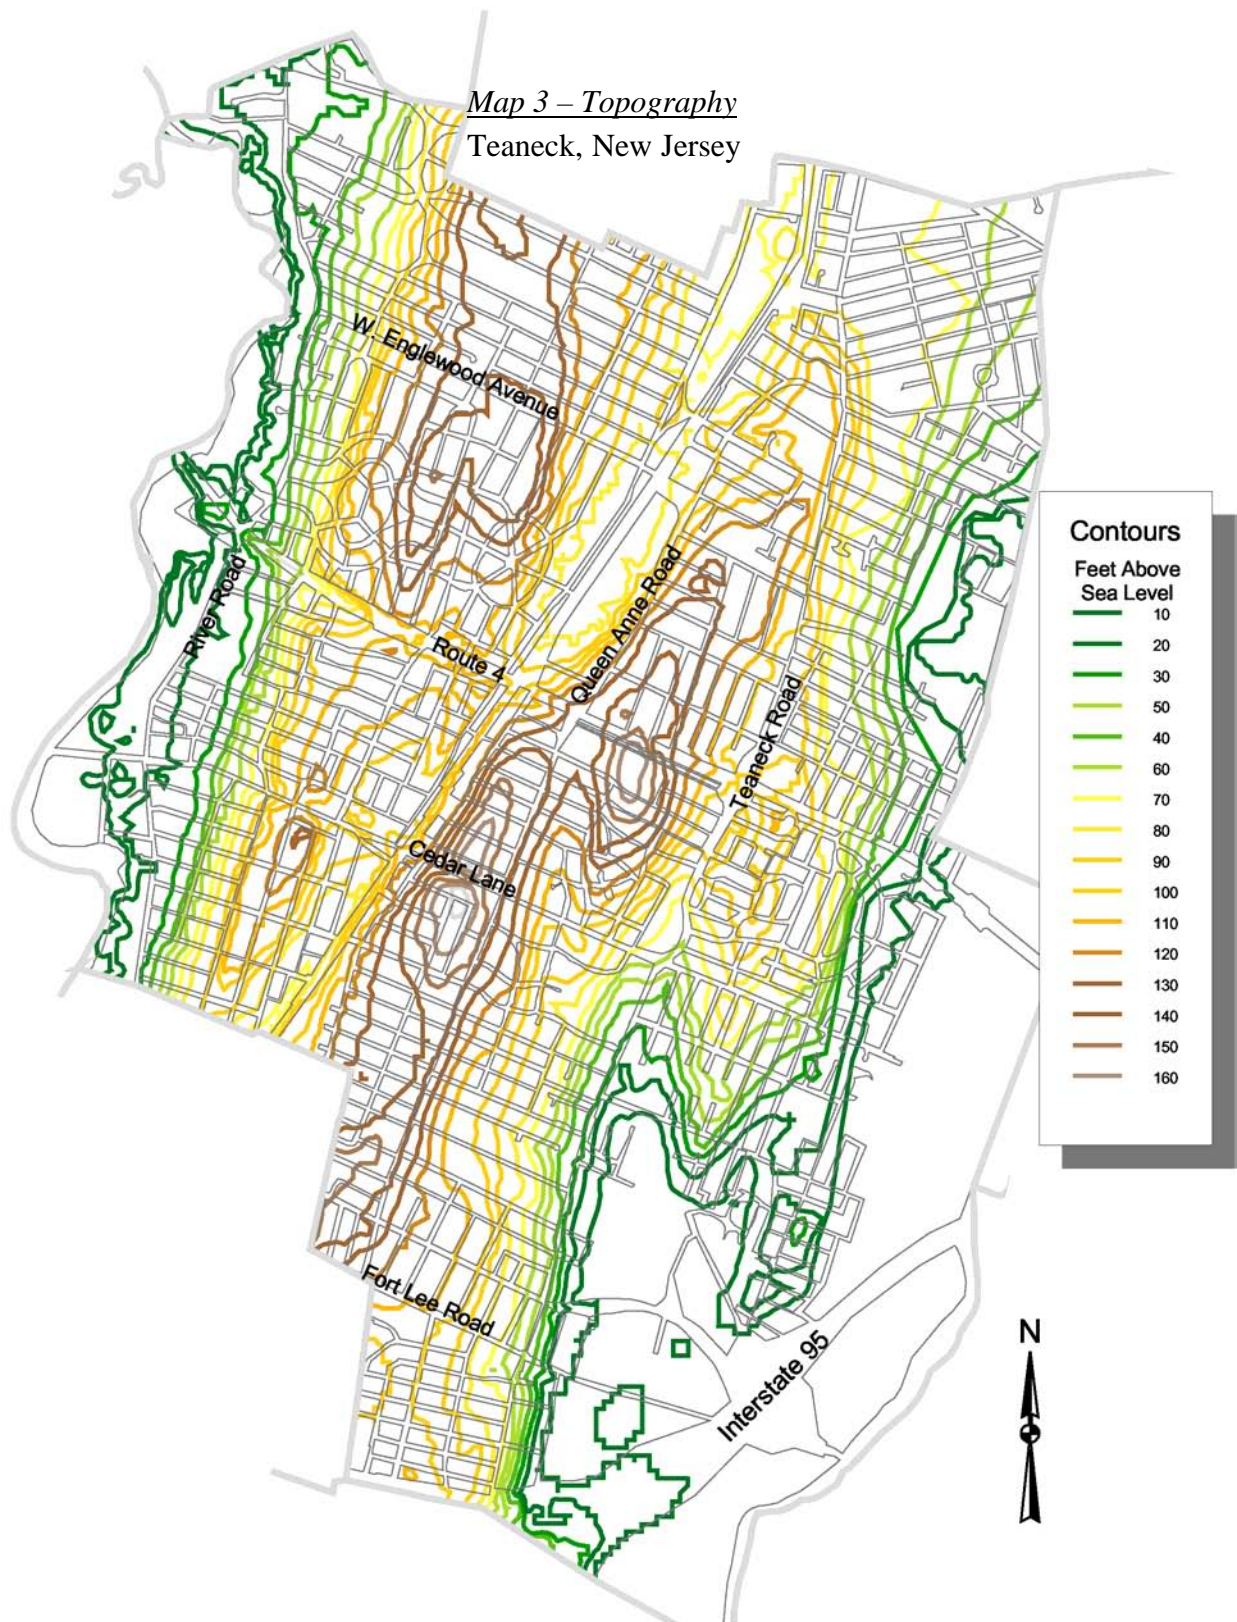 Map 3 – Topography
Teaneck, New Jersey
W. Englewood Avenue
River Road
Route 4
Queen Anne Road
Teaneck Road
Cedar Lane
Fort Lee Road
Interstate 95
Contours
Feet Above
Sea Level
10
20
30
50
40
60
70
80
90
100
110
120
130
140
150
160
N